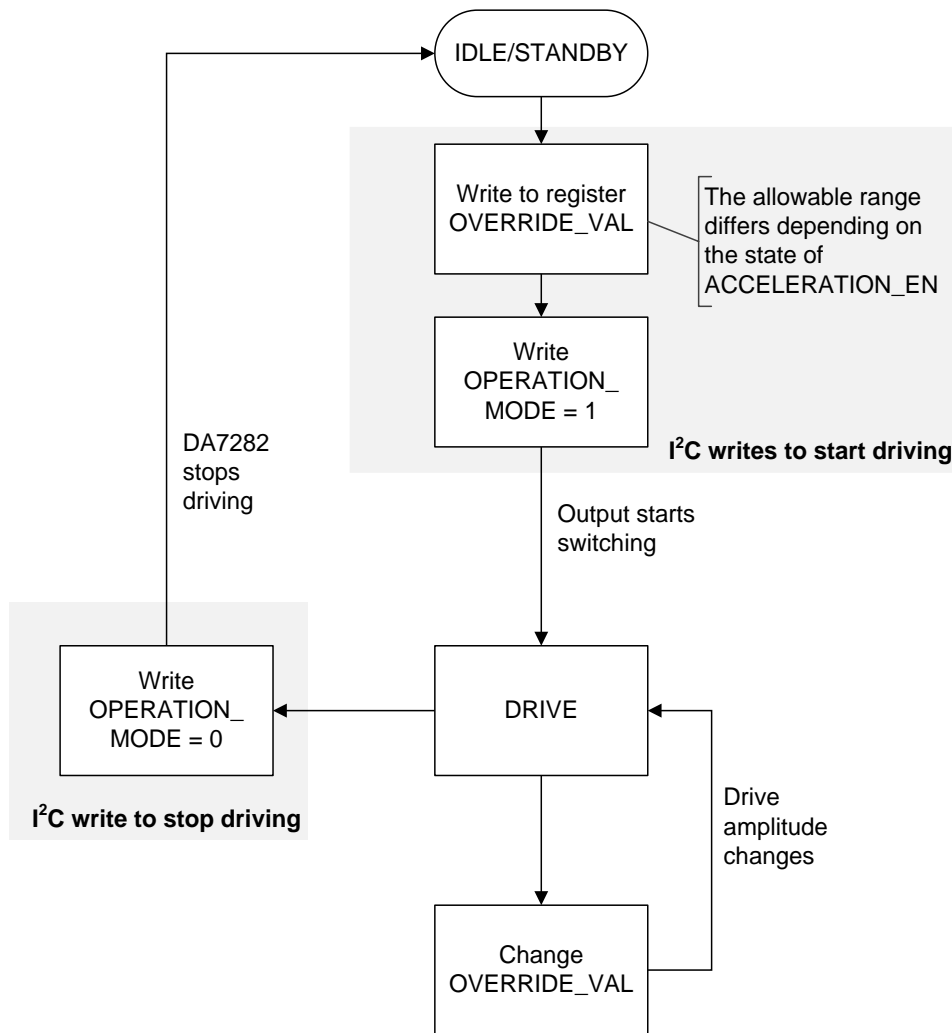 IDLE/STANDBY
Write to register
OVERRIDE_VAL
The allowable range
differs depending on
the state of
ACCELERATION_EN
Write
OPERATION_
MODE = 1
I²C writes to start driving
DA7282
stops
driving
Output starts
switching
Write
OPERATION_
MODE = 0
I²C write to stop driving
DRIVE
Drive
amplitude
changes
Change
OVERRIDE_VAL